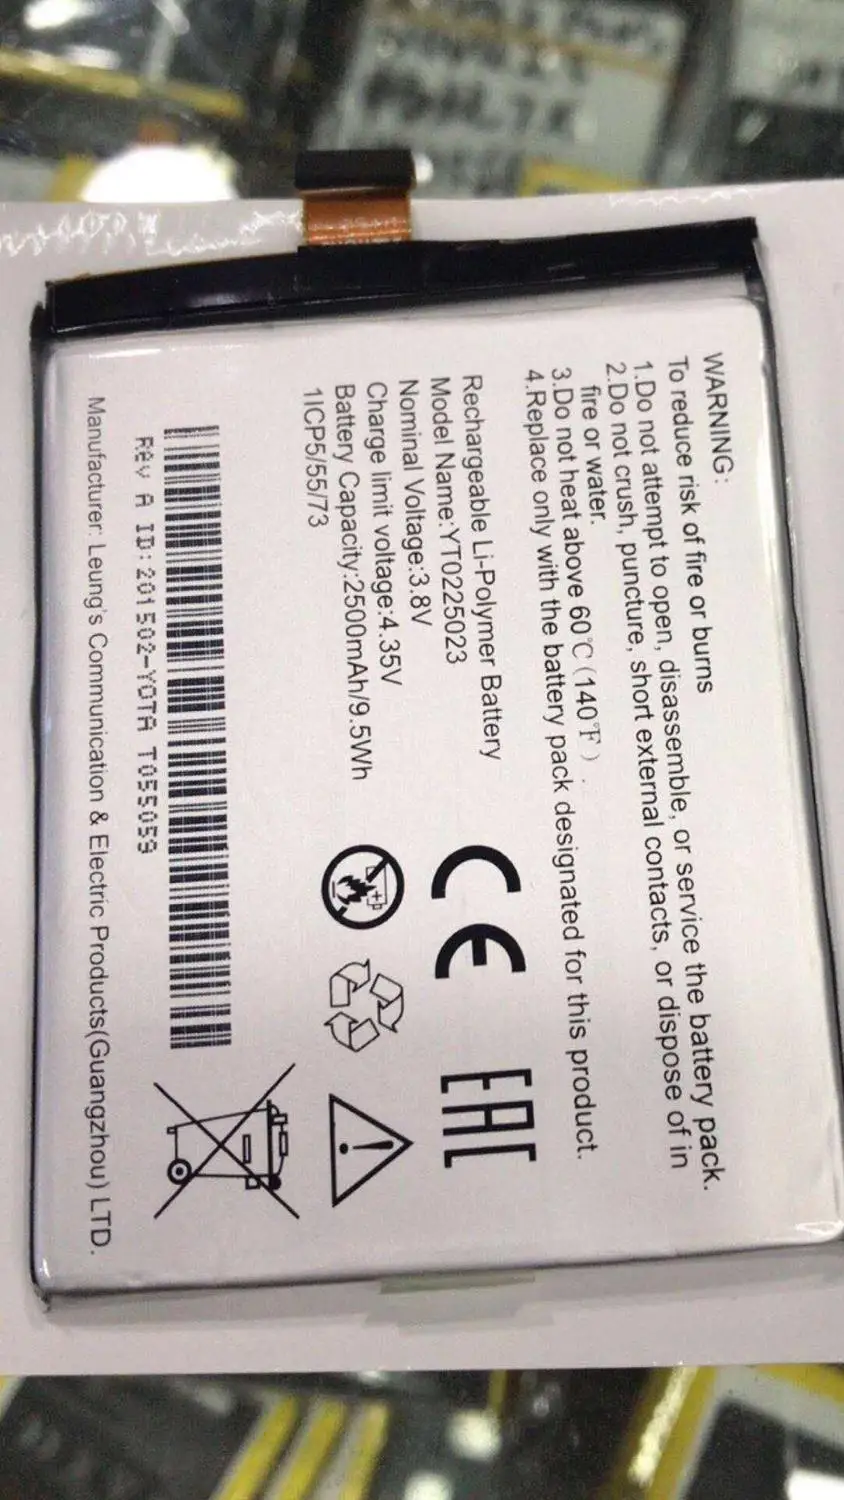 WARNING:
To reduce risk of fire or burns
1.Do not attempt to open, disassemble, or service the battery pack.
2.Do not crush, puncture, short external contacts, or dispose of in
fire or water.
3.Do not heat above 60℃(140℉).
4.Replace only with the battery pack designated for this product.
Rechargeable Li-Polymer Battery
Model Name:YT0225023
Nominal Voltage:3.8V
Charge limit voltage:4.35V
Battery Capacity:2500mAh/9.5Wh
1ICP5/55/73
CE
EAC
Rev A ID:201502-YOTA T055059
Manufacturer: Leung's Communication & Electric Products(Guangzhou) LTD.